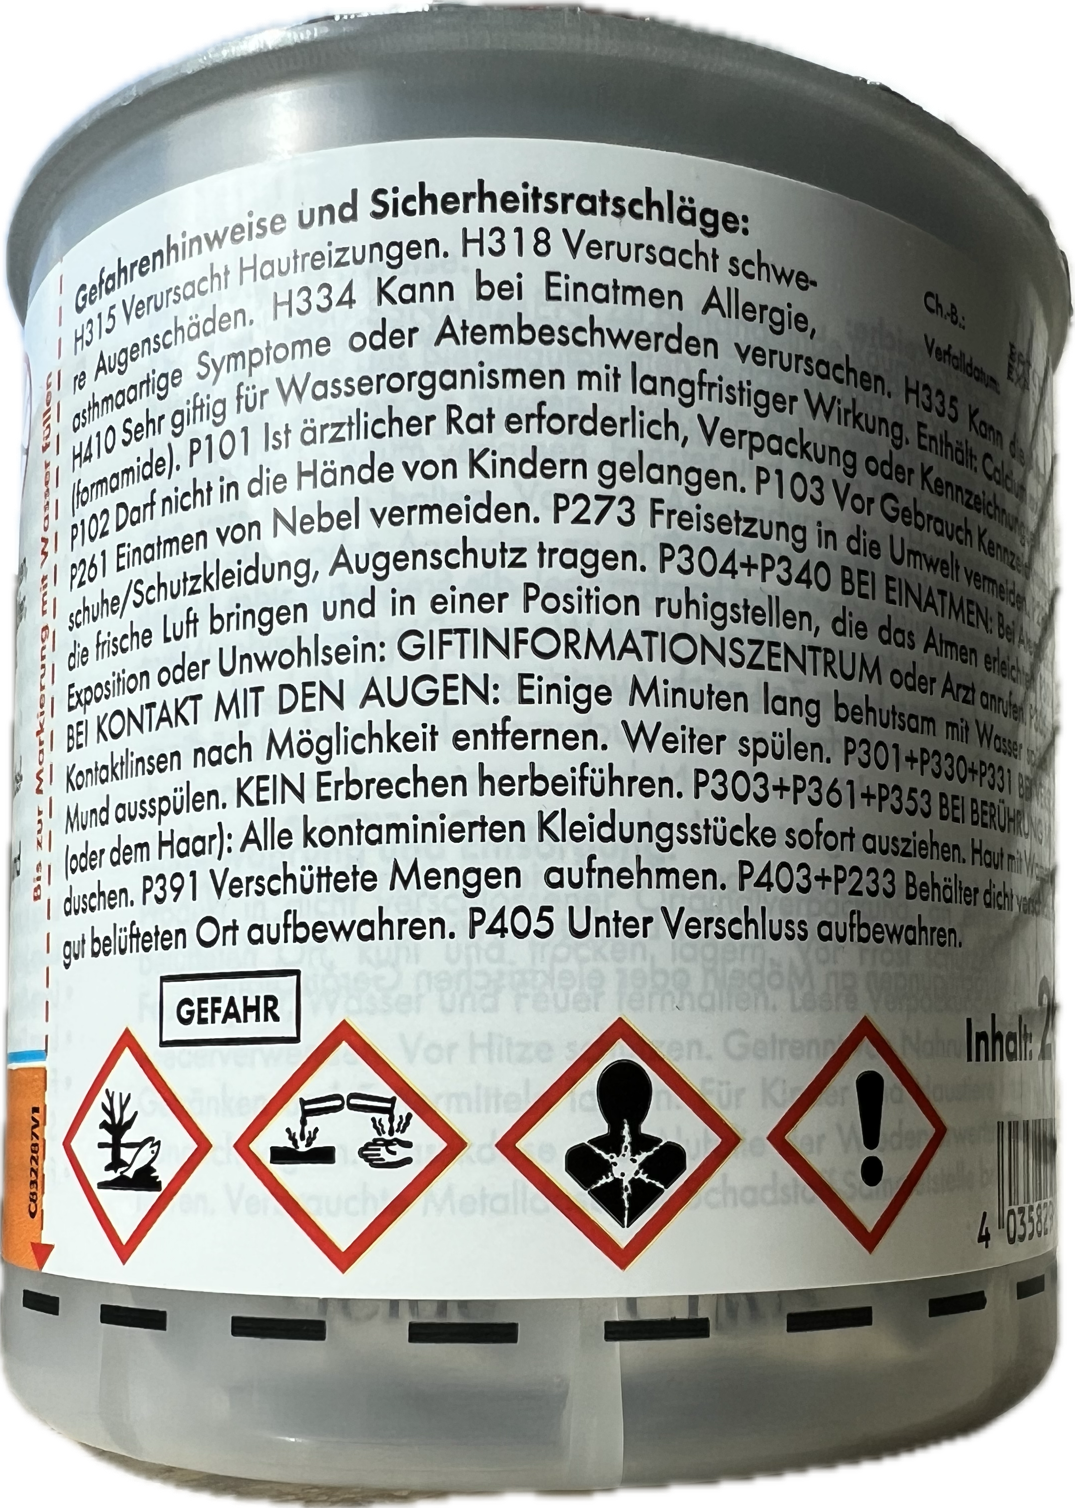 Gefahrenhinweise und Sicherheitsratschläge:
H315 Verursacht Hautreizungen. H318 Verursacht schwe-
re Augenschäden. H334 Kann bei Einatmen Allergie,
asthmaartige Symptome oder Atembeschwerden verursachen. H335 Kann die
H410 Sehr giftig für Wasserorganismen mit langfristiger Wirkung. Enthält: Calcium
(formamide). P101 Ist ärztlicher Rat erforderlich, Verpackung oder Kennzeichnung
P102 Darf nicht in die Hände von Kindern gelangen. P103 Vor Gebrauch Kennze
P261 Einatmen von Nebel vermeiden. P273 Freisetzung in die Umwelt vermeiden
schuhe/Schutzkleidung, Augenschutz tragen. P304+P340 BEI EINATMEN: Bei
die frische Luft bringen und in einer Position ruhigstellen, die das Atmen erleich
Exposition oder Unwohlsein: GIFTINFORMATIONSZENTRUM oder Arzt anrufen.
BEI KONTAKT MIT DEN AUGEN: Einige Minuten lang behutsam mit Wasser
Kontaktlinsen nach Möglichkeit entfernen. Weiter spülen. P301+P330+P331
Mund ausspülen. KEIN Erbrechen herbeiführen. P303+P361+P353 BEI BERÜHRUNG
(oder dem Haar): Alle kontaminierten Kleidungsstücke sofort ausziehen. Haut mit
duschen. P391 Verschüttete Mengen aufnehmen. P403+P233 Behälter dicht
gut belüfteten Ort aufbewahren. P405 Unter Verschluss aufbewahren.
GEFAHR
Ch.-B.:
Verfalldatum:
Inhalt: 2
4 035829
Bis zur Markierung mit Wasser füllen
C832287V1